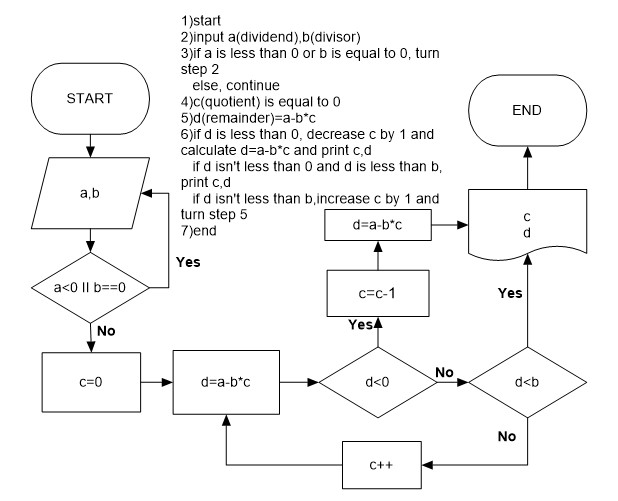 1)start
2)input a(dividend),b(divisor)
3)if a is less than 0 or b is equal to 0, turn
step 2
else, continue
4)c(quotient) is equal to 0
5)d(remainder)=a-b*c
6)if d is less than 0, decrese c by 1 and
calculate d=a-b*c and print c,d
if d isn't less than 0 and d is less than b,
print c,d
if d isn't less than b,increase c by 1 and
turn step 5
7)end
START
a,b
Yes
a<0 II b==0
No
c=0
d=a-b*c
d<0
Yes
c=c-1
d=a-b*c
No
d<b
Yes
No
c++
c
d
END